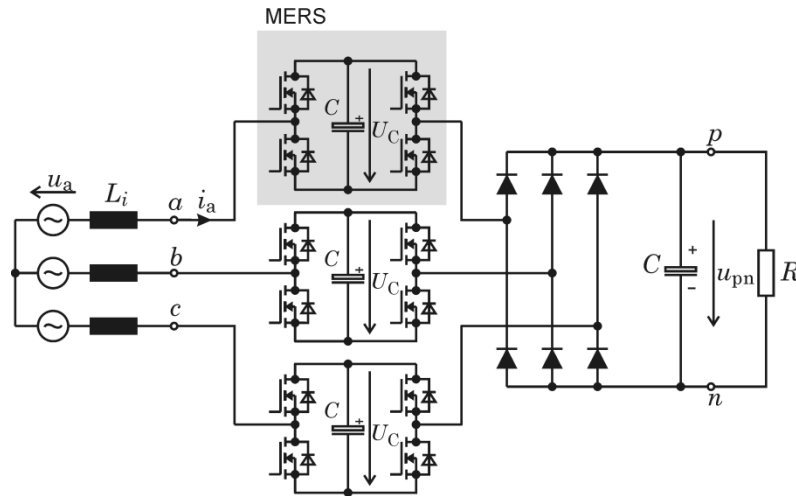 MERS
C
+
U_C
u_a
L_i
a
i_a
b
C
+
U_C
c
C
+
U_C
p
C
+
-
u_pn
R
n